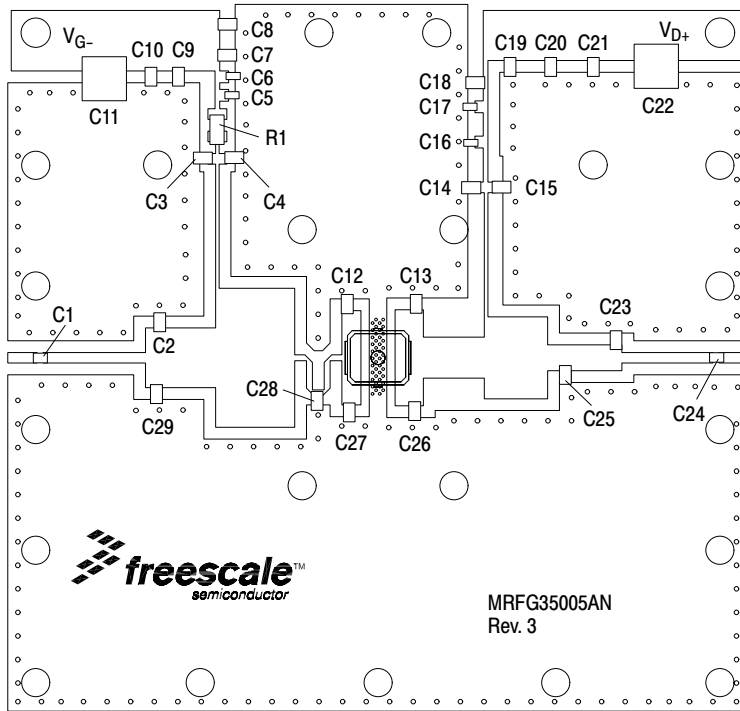 C8
VG–
C10 C9
VD+
C19 C20 C21
C7
C6
C5
C18
C17
C11
C22
R1
C16
C3
C4
C14
C15
C12
C13
C1
C23
C2
C28
C25
C24
C29
C27
C26
freescale™
semiconductor
MRFG35005AN
Rev. 3